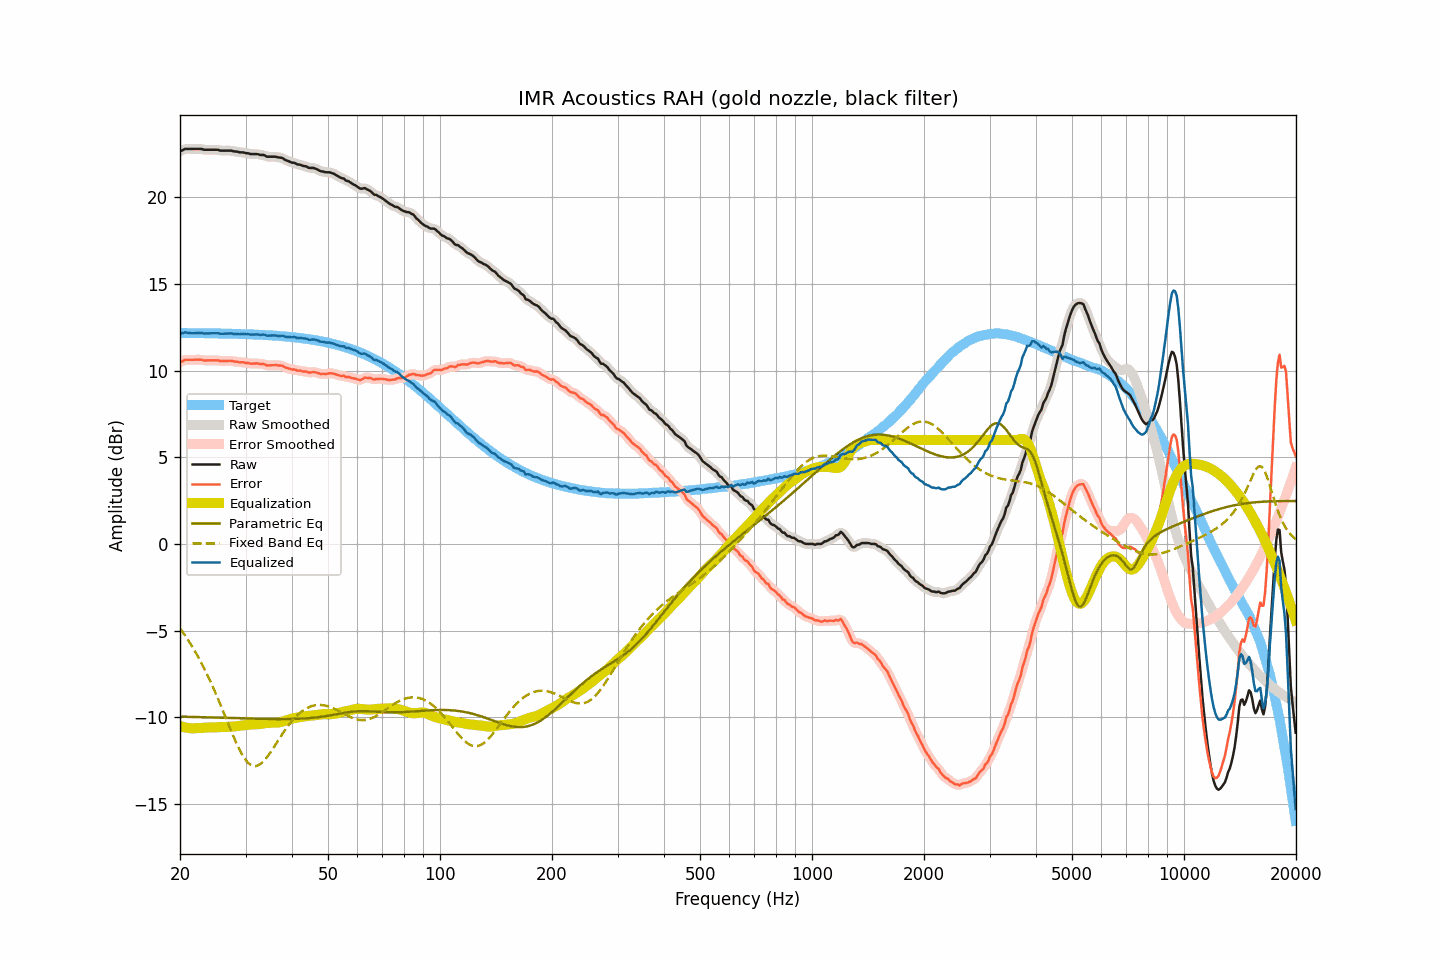 IMR Acoustics RAH (gold nozzle, black filter)
Amplitude (dBr)
20
15
10
5
0
−5
−10
−15
Target
Raw Smoothed
Error Smoothed
Raw
Error
Equalization
Parametric Eq
Fixed Band Eq
Equalized
20 50 100 200 500 1000 2000 5000 10000 20000
Frequency (Hz)